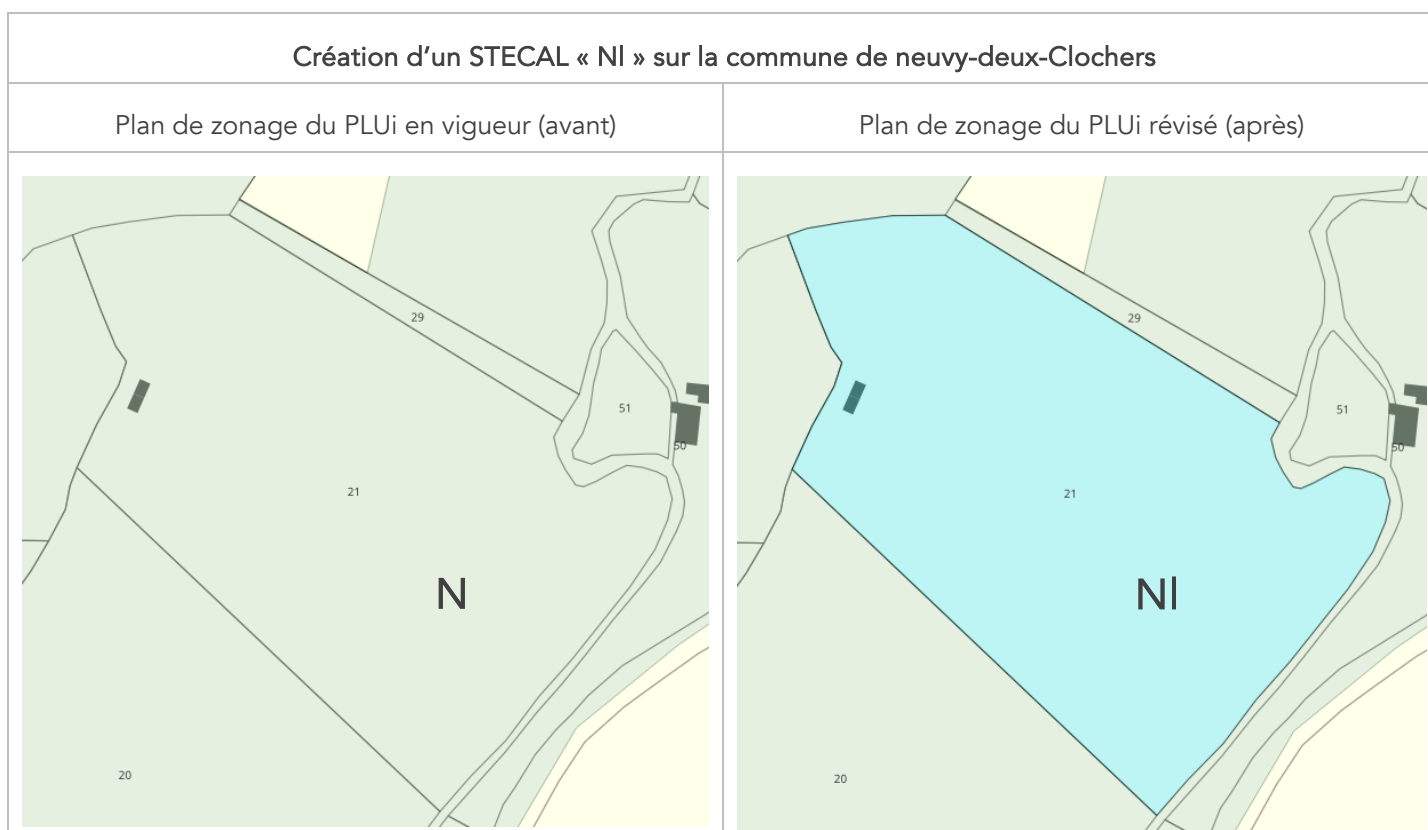 Création d'un STECAL « Nl » sur la commune de neuvy-deux-Clochers
Plan de zonage du PLUi en vigueur (avant)
Plan de zonage du PLUi révisé (après)
29
51
50
21
N
20
29
51
50
21
Nl
20